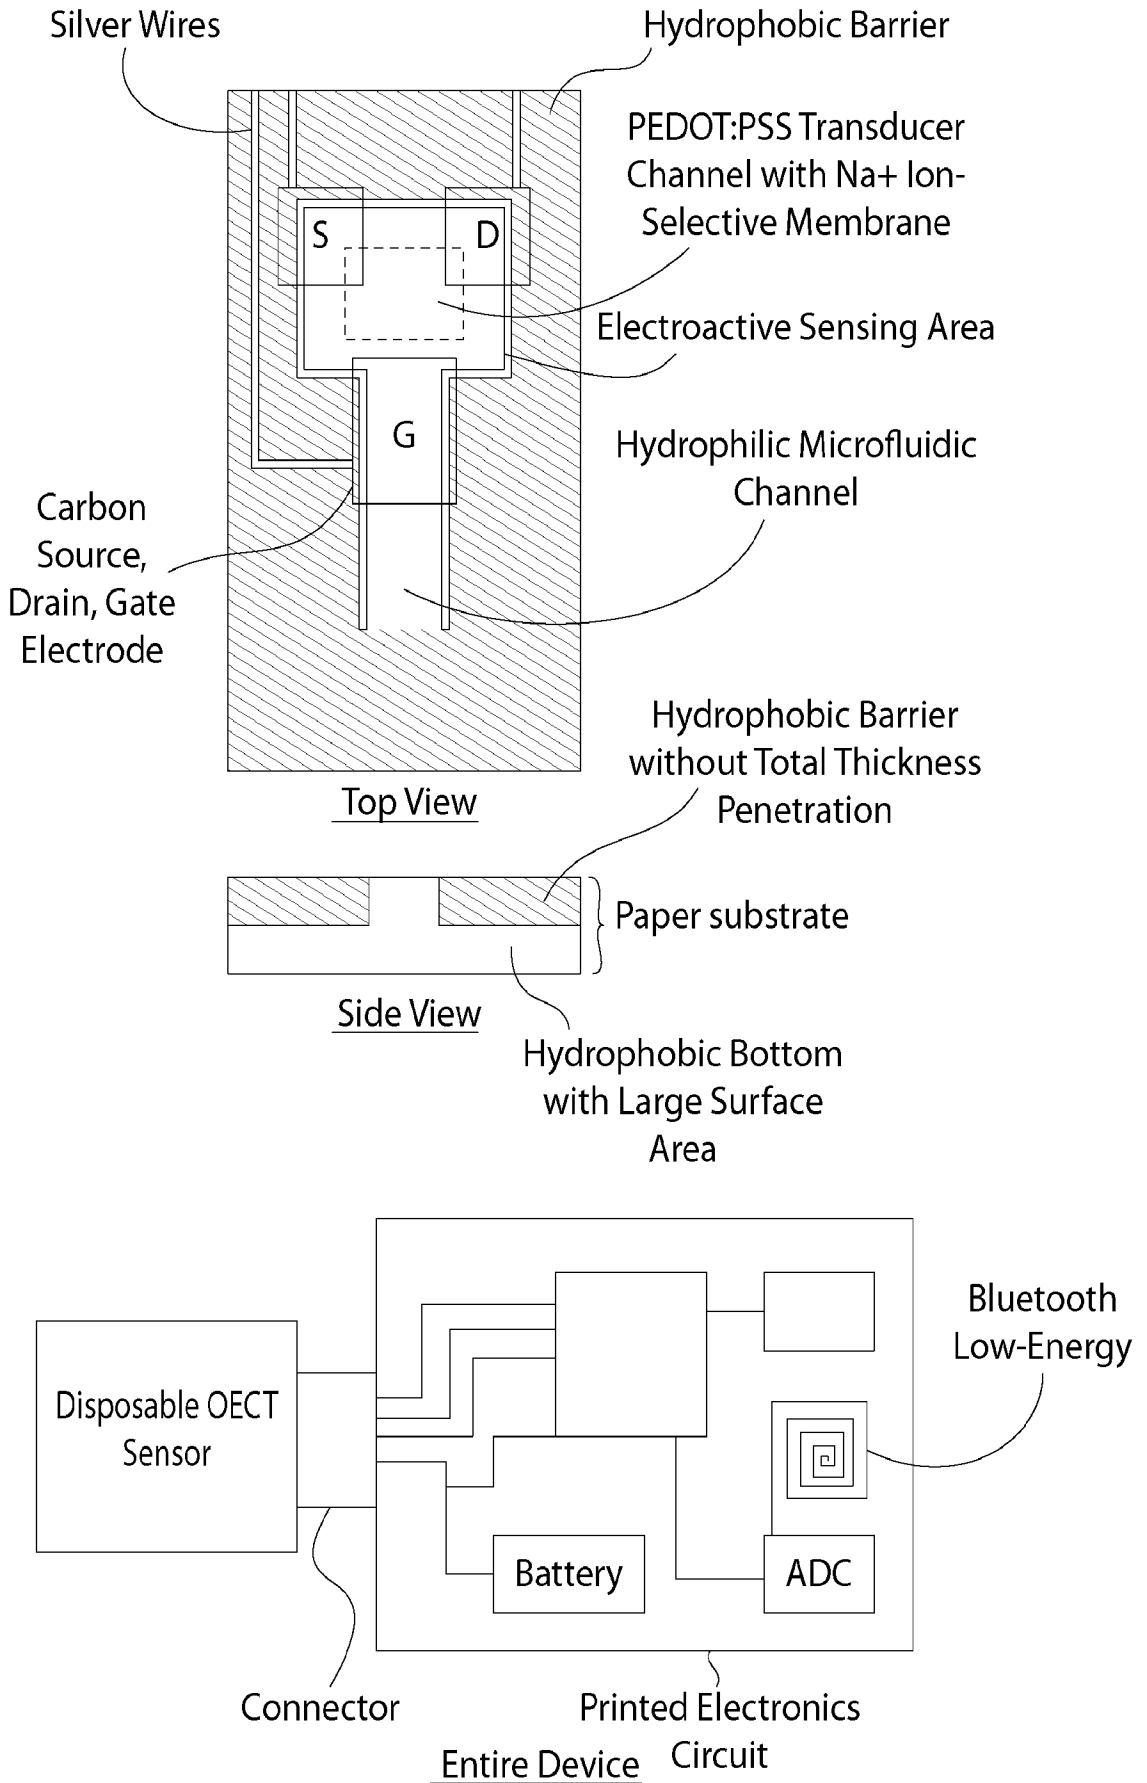 Silver Wires
Hydrophobic Barrier
PEDOT:PSS Transducer
Channel with Na+ Ion-
Selective Membrane
S
D
Electroactive Sensing Area
G
Hydrophilic Microfluidic
Channel
Carbon
Source,
Drain, Gate
Electrode
Hydrophobic Barrier
without Total Thickness
Penetration
Top View
Paper substrate
Side View
Hydrophobic Bottom
with Large Surface
Area
Bluetooth
Low-Energy
Disposable OECT
Sensor
Battery
ADC
Connector
Printed Electronics
Circuit
Entire Device